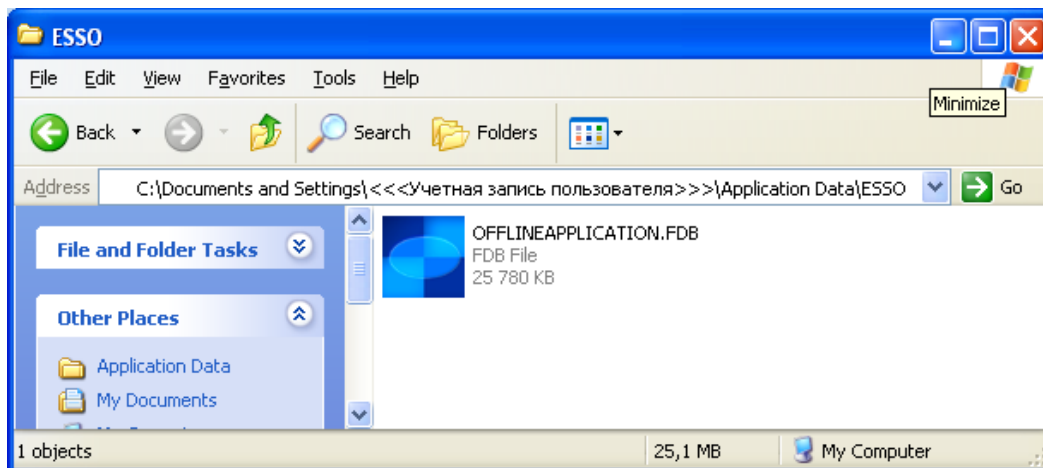 ESSO
File Edit View Favorites Tools Help
Minimize
Back Search Folders
Address C:\Documents and Settings\<<<Учетная запись пользователя>>>\Application Data\ESSO Go
File and Folder Tasks
OFFLINEAPPLICATION.FDB
FDB File
25 780 KB
Other Places
Application Data
My Documents
1 objects 25,1 MB My Computer